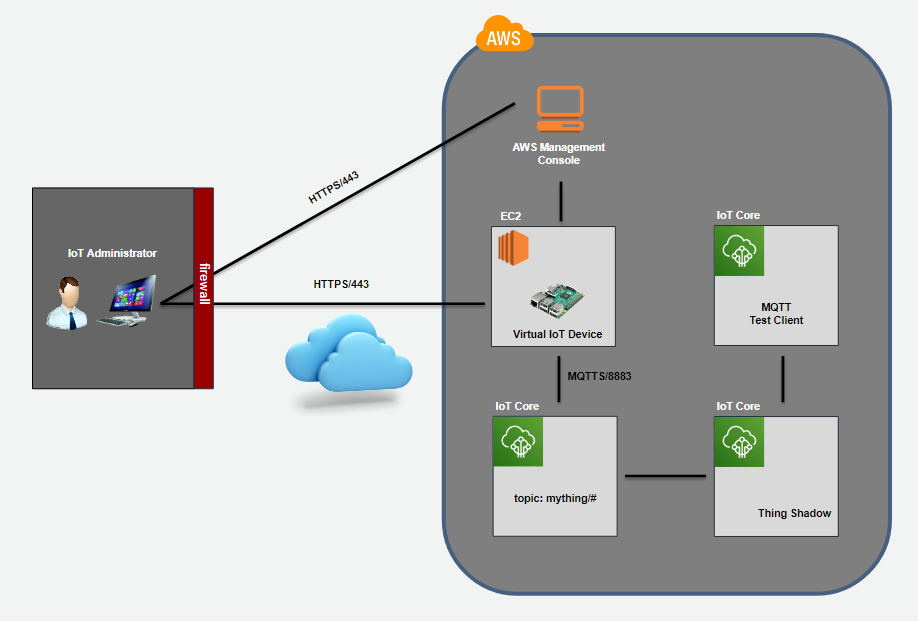 AWS
AWS Management
Console
HTTPS/443
EC2
IoT Core
IoT Administrator
firewall
HTTPS/443
MQTT
Test Client
Virtual IoT Device
MQTTS/8883
IoT Core
IoT Core
topic: mything/#
Thing Shadow